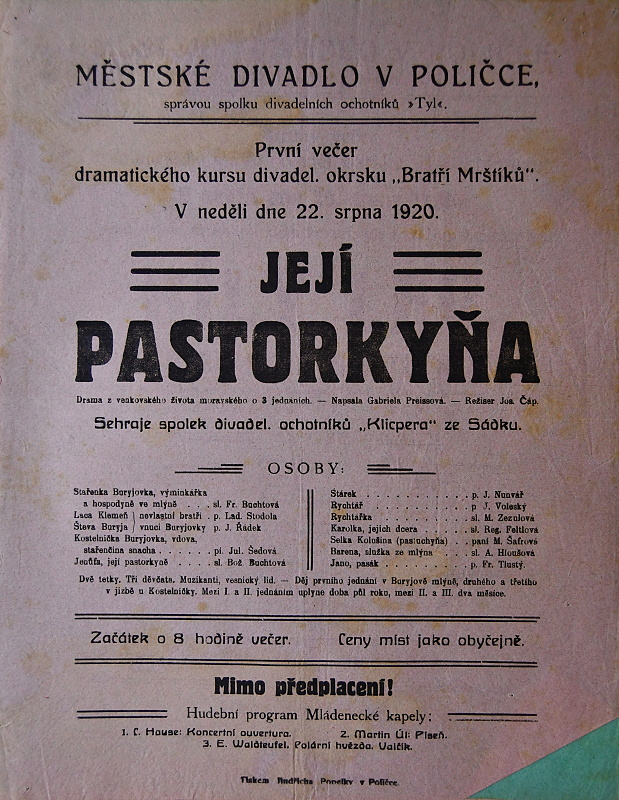 MĚSTSKÉ DIVADLO V POLIČCE,
správou spolku divadelních ochotníků »Tyl«.
První večer
dramatického kursu divadel. okrsku „Bratří Mrštíků“.
V neděli dne 22. srpna 1920.
JEJÍ
PASTORKYŇA
Drama z venkovského života moravského o 3 jednáních. — Napsala Gabriela Preissová. — Režiser Jos. Čáp.
Sehraje spolek divadel. ochotníků „Klicpera“ ze Sádku.
OSOBY:
Stařenka Buryjovka, výminkářka
a hospodyně ve mlýně . . . sl. Fr. Buchtová
Laca Klemeň ) nevlastní bratři . p. Lad. Stodola
Števa Buryja ) vnuci Buryjovky p. J. Řádek
Kostelnička Buryjovka, vdova,
stařenčina snacha . . . . . . pí. Jul. Šedová
Jenůfa, její pastorkyně . . . . sl. Bož. Buchtová
Stárek . . . . . . . . . . . p. J. Nunvář
Rychtář . . . . . . . . . . p J. Voleský
Rychtářka . . . . . . . . . sl. M. Zezulová
Karolka, jejich dcera . . . . . sl. Reg. Feltlová
Selka Kolušina (pastuchyňa) . . paní M. Šafrová
Barena, služka ze mlýna . . . sl. A. Hloušová
Jano, pasák . . . . . . . . p. Fr. Tlustý.
Dvě tetky. Tři děvčata. Muzikanti, vesnický lid. — Děj prvního jednání v Buryjově mlýně, druhého a třetího
v jizbě u Kostelničky. Mezi I. a II. jednáním uplyne doba půl roku, mezi II. a III. dva měsíce.
Začátek o 8 hodině večer. Ceny míst jako obyčejně.
Mimo předplacení!
Hudební program Mládenecké kapely:
1. C. Hause: Koncertní ouvertura. 2. Martin Úl: Plseň.
3. E. Waldteufel. Polární hvězda. Valčík.
Tiskem Jindřicha Popelky v Poličce.